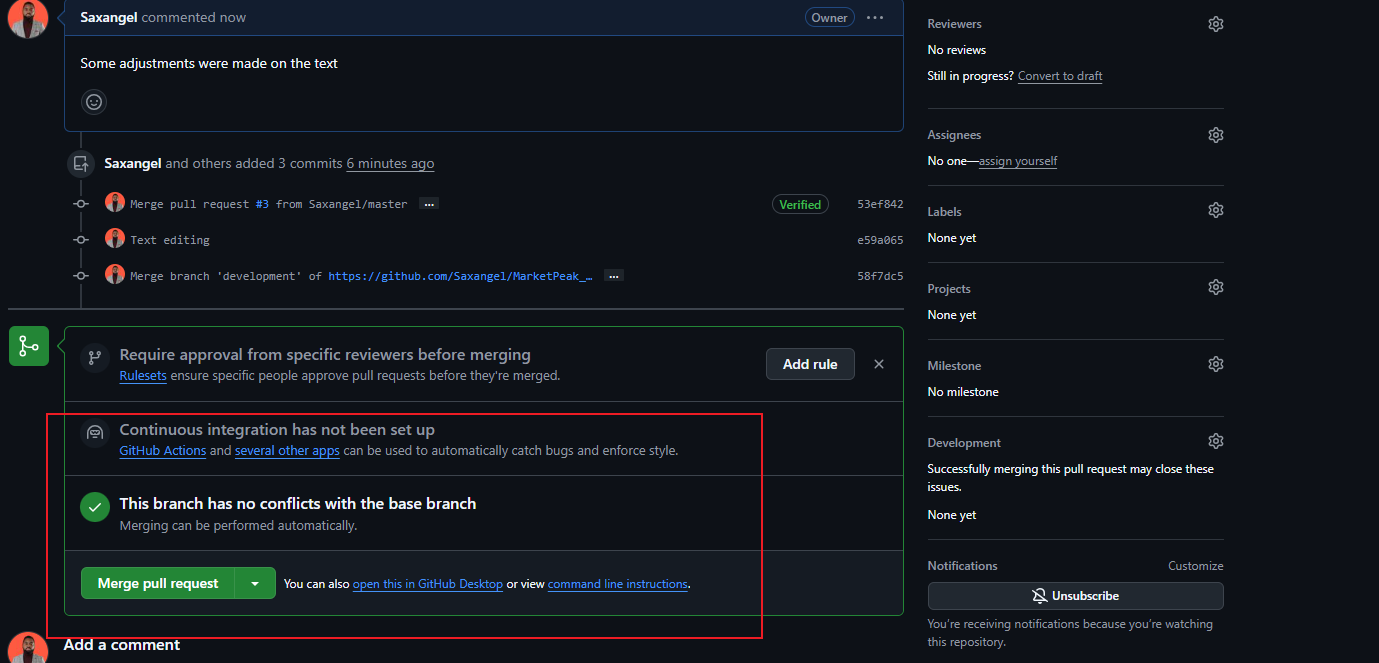 Saxangel commented now
Owner
Some adjustments were made on the text
Saxangel and others added 3 commits 6 minutes ago
Merge pull request #3 from Saxangel/master ...
Verified
53ef842
Text editing
e59a065
Merge branch 'development' of https://github.com/Saxangel/MarketPeak_… ...
58f7dc5
Require approval from specific reviewers before merging
Rulesets ensure specific people approve pull requests before they're merged.
Add rule
Continuous integration has not been set up
GitHub Actions and several other apps can be used to automatically catch bugs and enforce style.
This branch has no conflicts with the base branch
Merging can be performed automatically.
Merge pull request
You can also open this in GitHub Desktop or view command line instructions.
Add a comment
Reviewers
No reviews
Still in progress? Convert to draft
Assignees
No one—assign yourself
Labels
None yet
Projects
None yet
Milestone
No milestone
Development
Successfully merging this pull request may close these
issues.
None yet
Notifications
Customize
Unsubscribe
You're receiving notifications because you're watching
this repository.